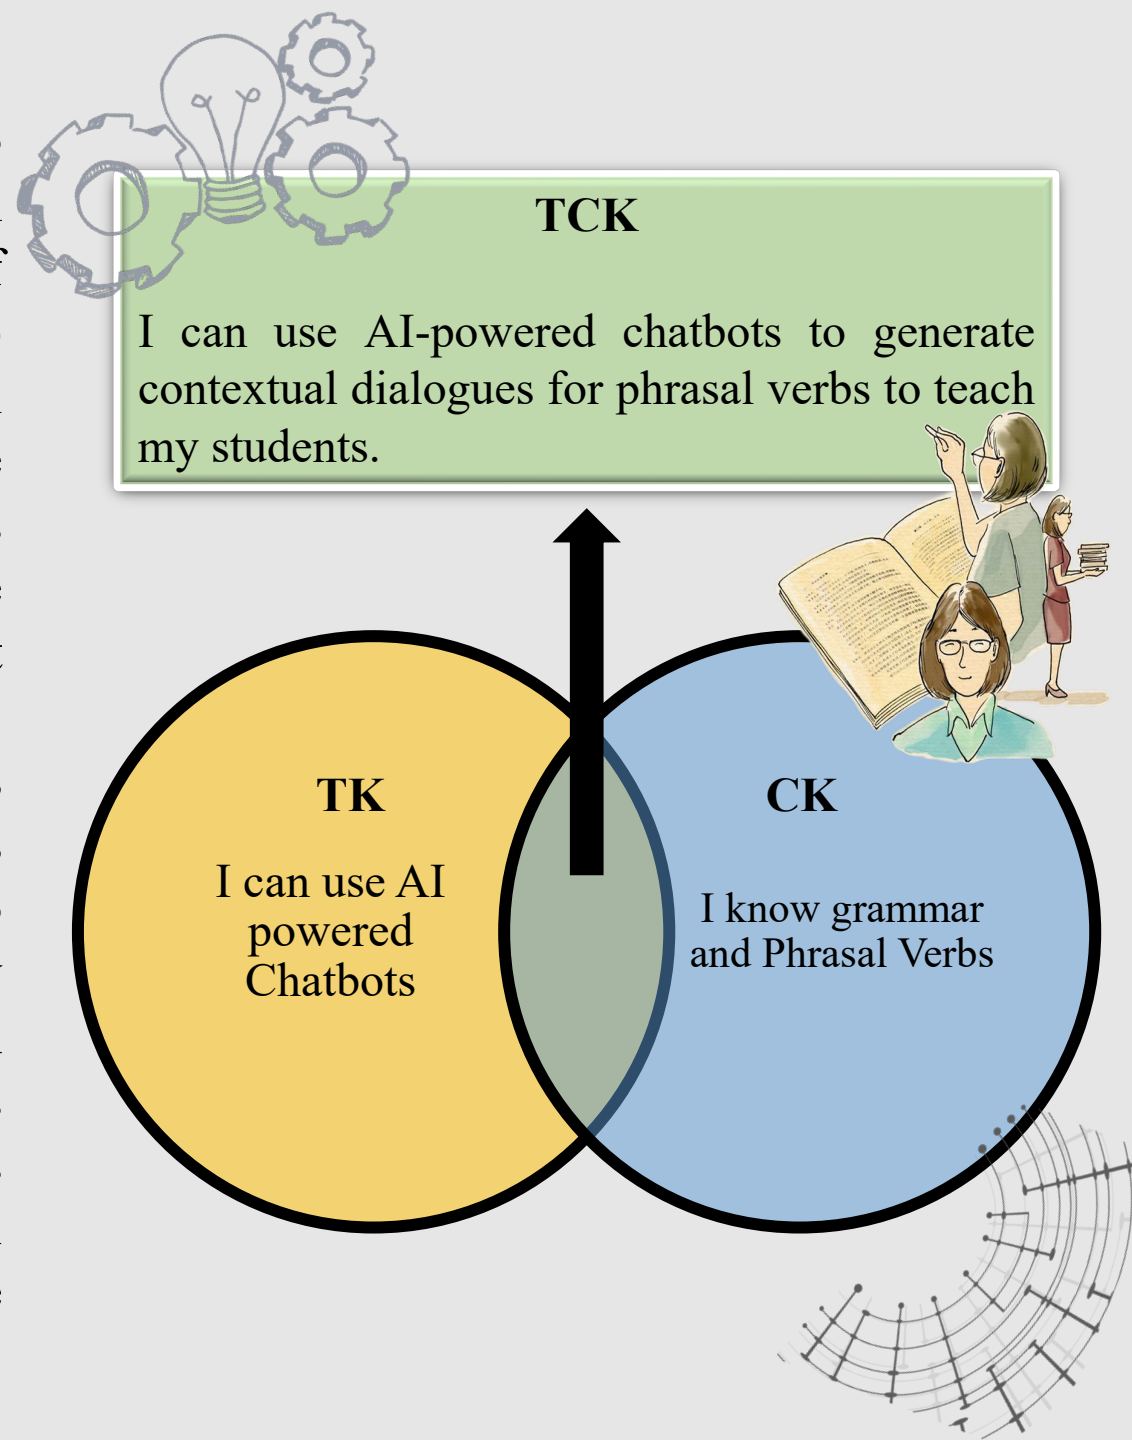 TCK
I can use AI-powered chatbots to generate
contextual dialogues for phrasal verbs to teach
my students.
TK
I can use AI
powered
Chatbots
CK
I know grammar
and Phrasal Verbs